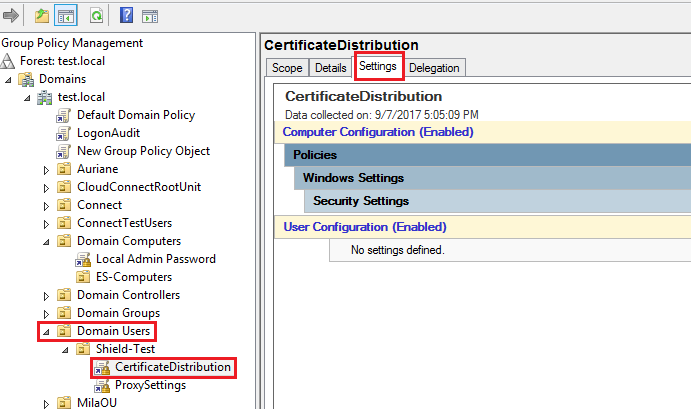 Group Policy Management
Forest: test.local
Domains
test.local
Default Domain Policy
LogonAudit
New Group Policy Object
Auriane
CloudConnectRootUnit
Connect
ConnectTestUsers
Domain Computers
Local Admin Password
ES-Computers
Domain Controllers
Domain Groups
Domain Users
Shield-Test
CertificateDistribution
ProxySettings
MilaOU
CertificateDistribution
Scope Details Settings Delegation
CertificateDistribution
Data collected on: 9/7/2017 5:05:09 PM
Computer Configuration (Enabled)
Policies
Windows Settings
Security Settings
User Configuration (Enabled)
No settings defined.